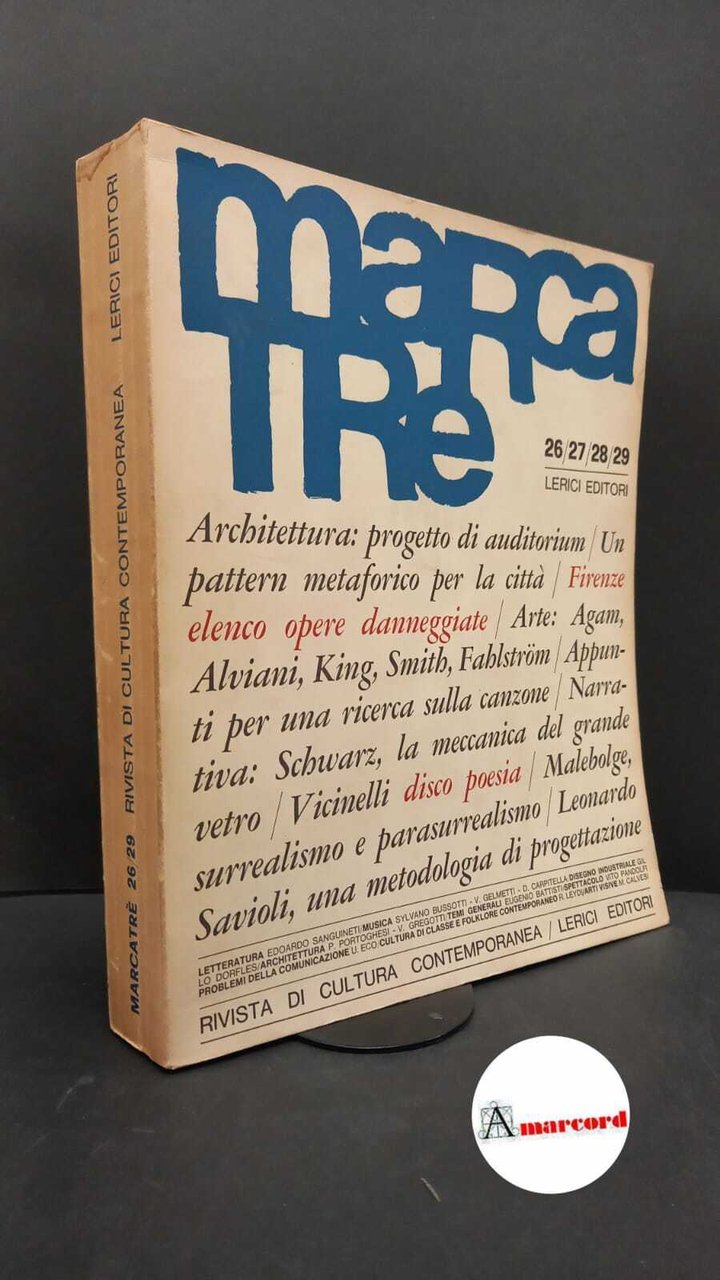 MARCATRÈ 26/29 RIVISTA DI CULTURA CONTEMPORANEA LERICI EDITORI
marca
TRe
26/27/28/29
LERICI EDITORI
Architettura: progetto di auditorium / Un
pattern metaforico per la città / Firenze
elenco opere danneggiate / Arte: Agam,
Alviani, King, Smith, Fahlström / Appun-
ti per una ricerca sulla canzone / Narra-
tiva: Schwarz, la meccanica del grande
vetro / Vicinelli disco poesia / Malebolge,
surrealismo e parasurrealismo / Leonardo
Savioli, una metodologia di progettazione
LETTERATURA EDOARDO SANGUINETI/MUSICA SYLVANO BUSSOTTI - V. GELMETTI - D. CARPITELLA/DISEGNO INDUSTRIALE GIL
LO DORFLES/ARCHITETTURA P. PORTOGHESI - V. GREGOTTI/TEMI GENERALI EUGENIO BATTISTI/SPETTACOLO VITO PANDOLFI
PROBLEMI DELLA COMUNICAZIONE U. ECO/CULTURA DI CLASSE E FOLKLORE CONTEMPORANEO R. LEYDI/ARTI VISIVE M. CALVESI
RIVISTA DI CULTURA CONTEMPORANEA / LERICI EDITORI
Amarcord